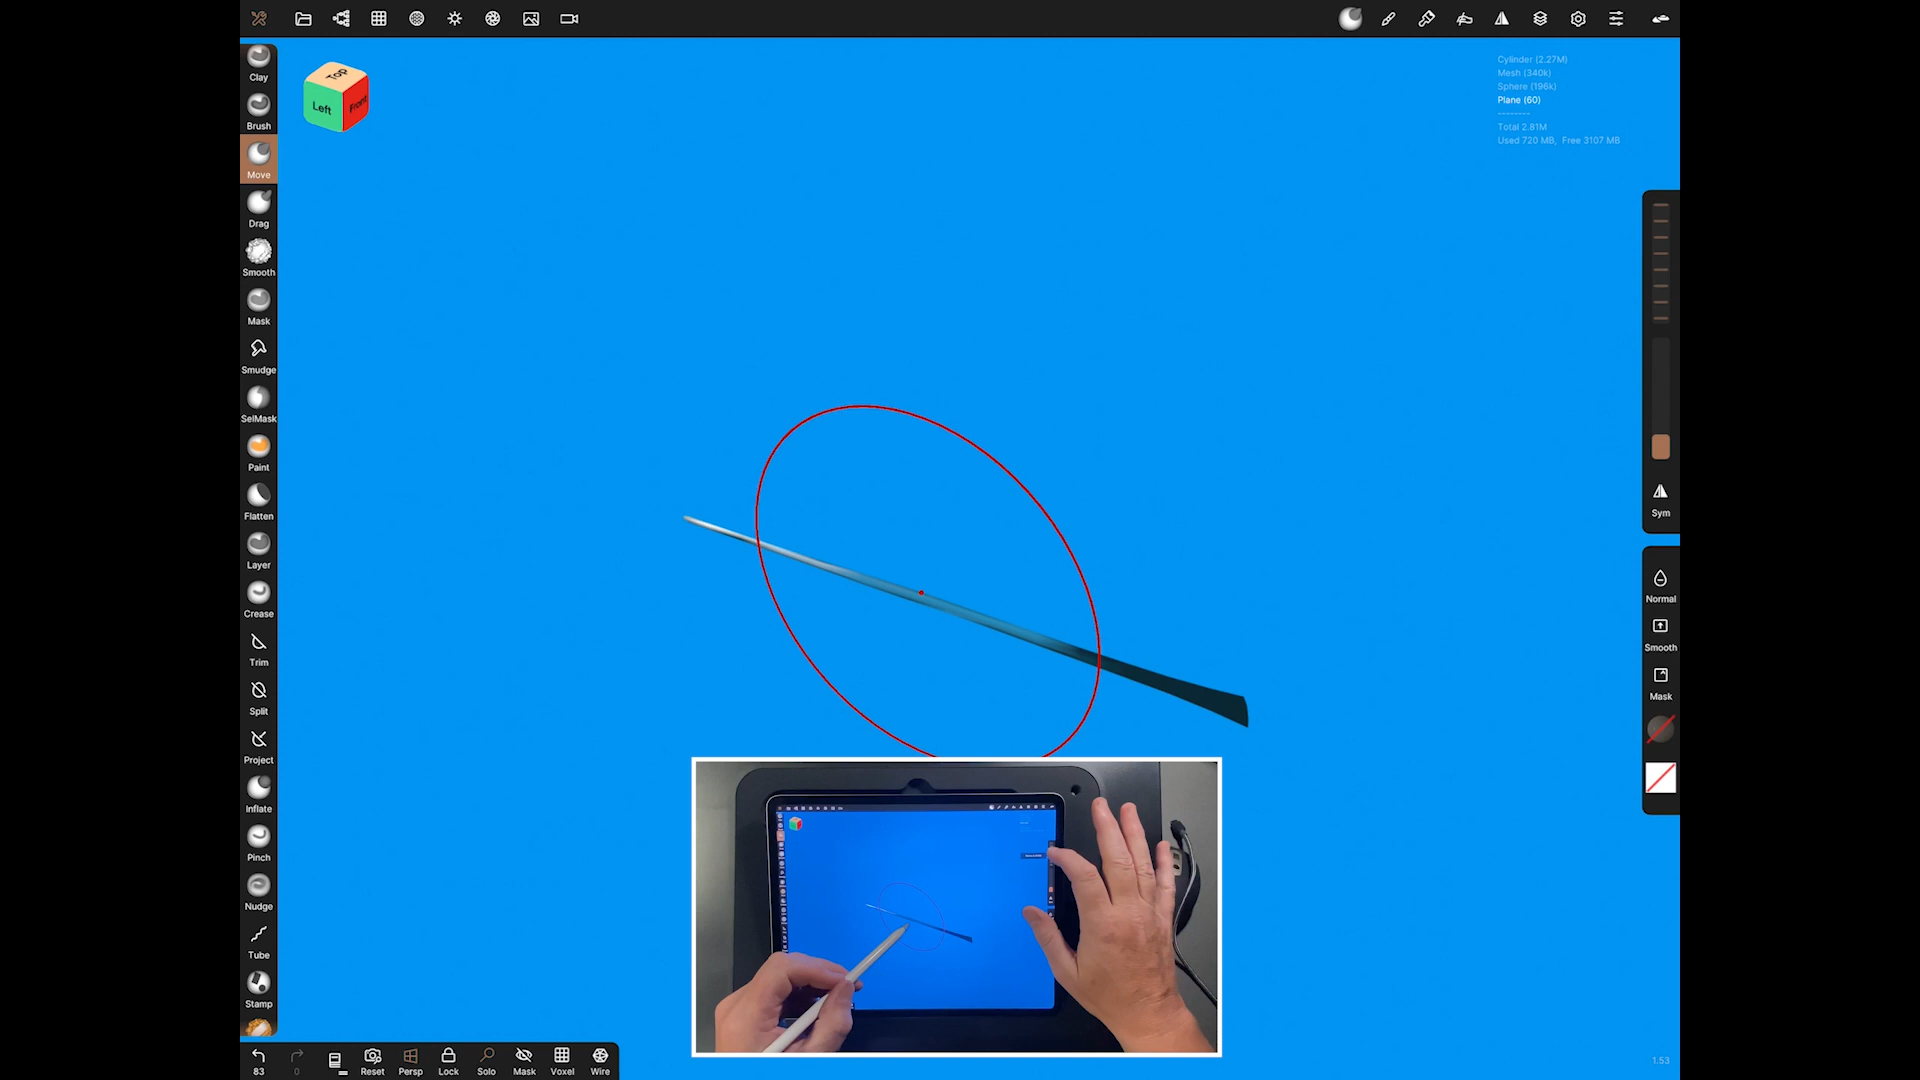 Top
Left
Front
Cylinder (2.27M)
Mesh (340k)
Sphere (196k)
Plane (60)
--------
Total 2.81M
Used 720 MB, Free 3107 MB
Clay
Brush
Move
Drag
Smooth
Mask
Smudge
SelMask
Paint
Flatten
Layer
Crease
Trim
Split
Project
Inflate
Pinch
Nudge
Tube
Stamp
Sym
Normal
Smooth
Mask
83
0
Reset
Persp
Lock
Solo
Mask
Voxel
Wire
1.53